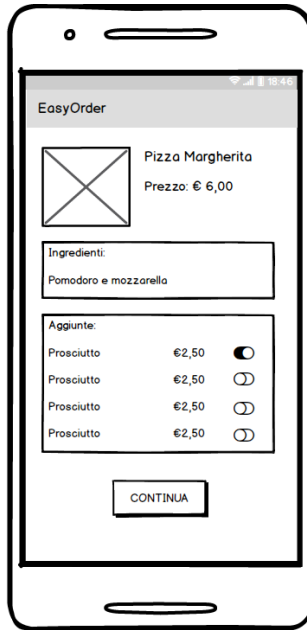 18:46
EasyOrder
Pizza Margherita
Prezzo: € 6,00
Ingredienti:
Pomodoro e mozzarella
Aggiunte:
Prosciutto €2,50
Prosciutto €2,50
Prosciutto €2,50
Prosciutto €2,50
CONTINUA